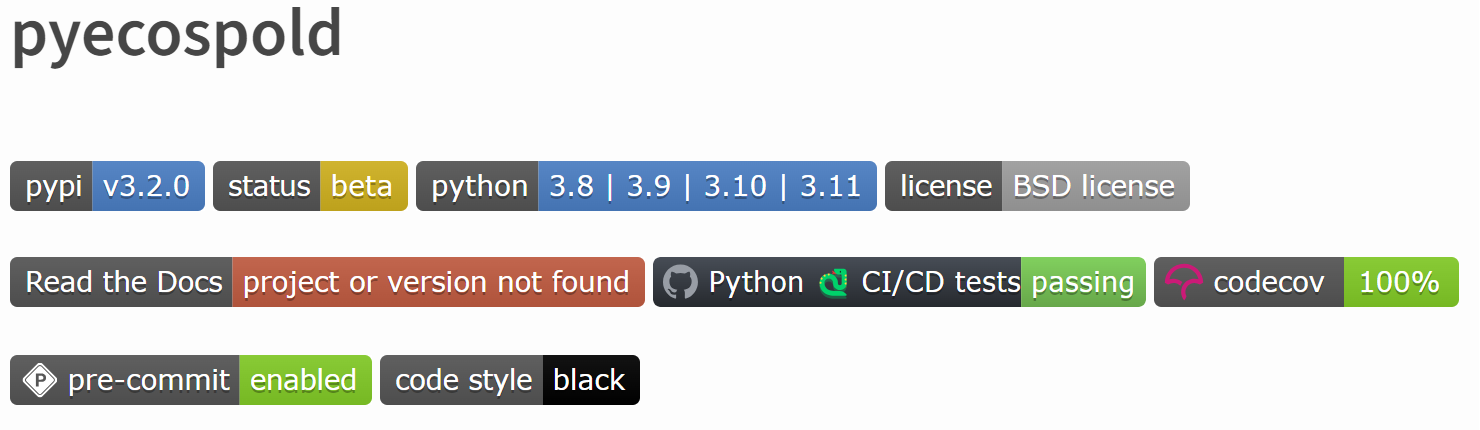 pyecospold
pypi v3.2.0 status beta python 3.8 | 3.9 | 3.10 | 3.11 license BSD license
Read the Docs project or version not found Python 🐍 CI/CD tests passing codecov 100%
P pre-commit enabled code style black